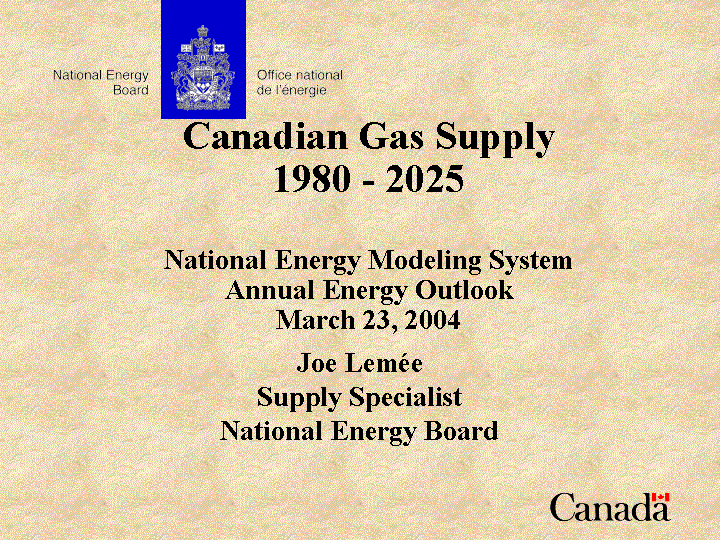 National Energy Board
Office national de l'énergie
Canadian Gas Supply
1980 - 2025
National Energy Modeling System
Annual Energy Outlook
March 23, 2004
Joe Lemée
Supply Specialist
National Energy Board
Canada